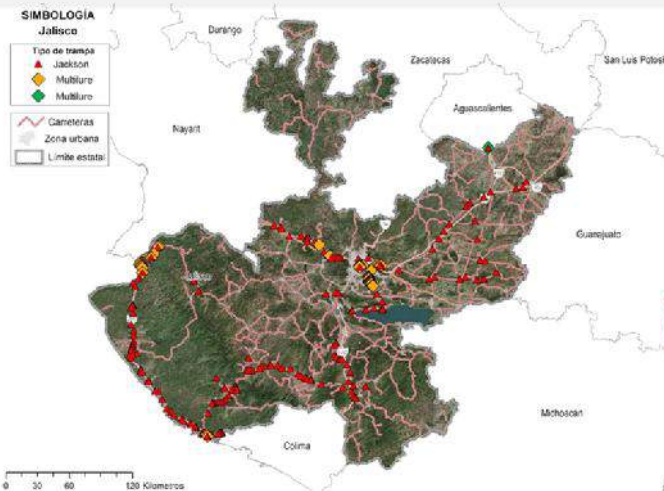 SIMBOLOGÍA
Jalisco
Tipo de trampa
Jackson
Multilure
Multilure
Carreteras
Zona urbana
Límite estatal
Durango
Zacatecas
San Luis Potosí
Aguascalientes
Nayarit
Guanajuato
Michoacán
Colima
0 30 60 120 Kilometros